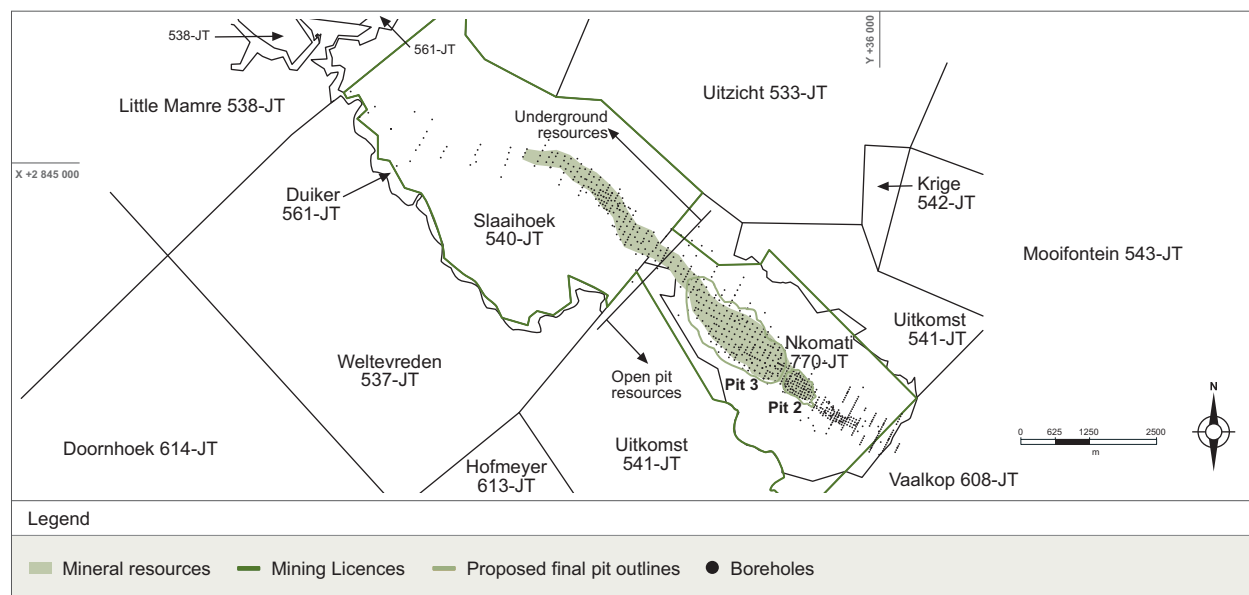 538-JT
561-JT
Y +36 000
Little Mamre 538-JT
Uitzicht 533-JT
Underground
resources
X +2 845 000
Duiker
561-JT
Krige
542-JT
Slaaihoek
540-JT
Mooifontein 543-JT
Uitkomst
541-JT
Nkomati
770-JT
Weltevreden
537-JT
Open pit
resources
Pit 3
Pit 2
N
0 625 1250 2500
m
Doornhoek 614-JT
Uitkomst
541-JT
Hofmeyer
613-JT
Vaalkop 608-JT
Legend
Mineral resources
Mining Licences
Proposed final pit outlines
Boreholes